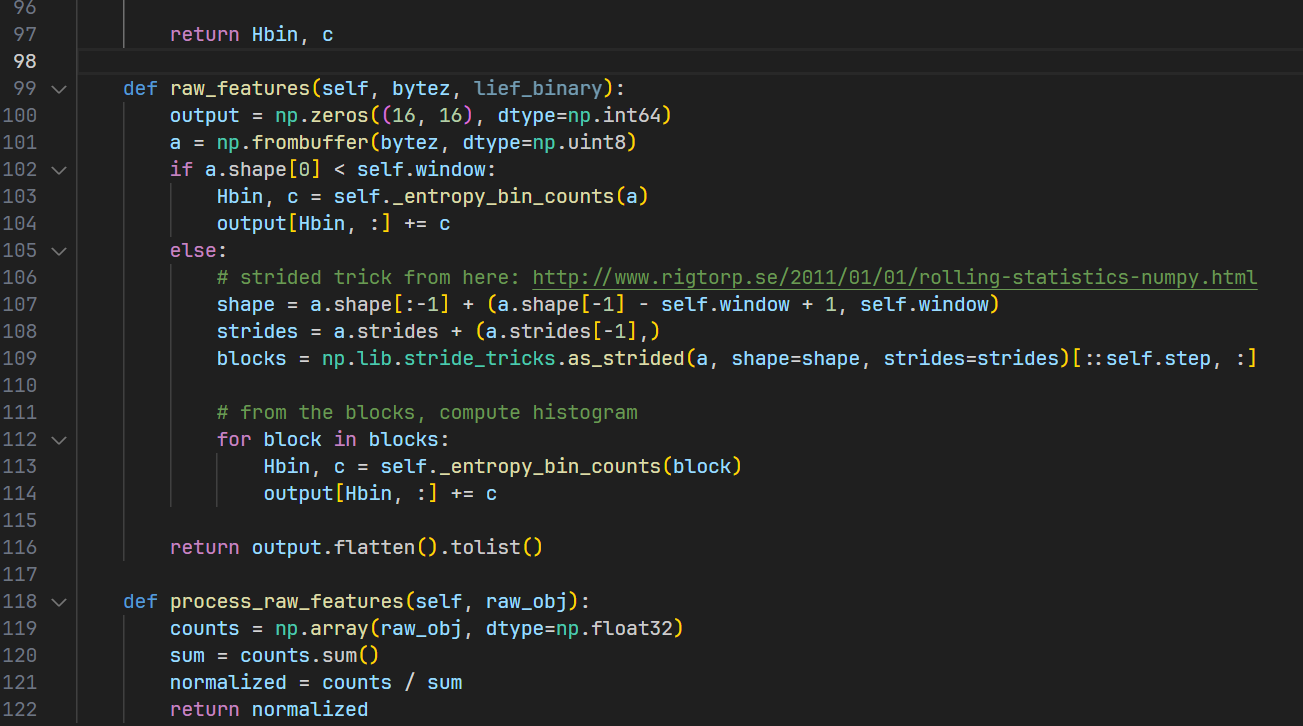 96
97 return Hbin, c
98
99 def raw_features(self, bytez, lief_binary):
100 output = np.zeros((16, 16), dtype=np.int64)
101 a = np.frombuffer(bytez, dtype=np.uint8)
102 if a.shape[0] < self.window:
103 Hbin, c = self._entropy_bin_counts(a)
104 output[Hbin, :] += c
105 else:
106 # strided trick from here: http://www.rigtorp.se/2011/01/01/rolling-statistics-numpy.html
107 shape = a.shape[:-1] + (a.shape[-1] - self.window + 1, self.window)
108 strides = a.strides + (a.strides[-1],)
109 blocks = np.lib.stride_tricks.as_strided(a, shape=shape, strides=strides)[::self.step, :]
110
111 # from the blocks, compute histogram
112 for block in blocks:
113 Hbin, c = self._entropy_bin_counts(block)
114 output[Hbin, :] += c
115
116 return output.flatten().tolist()
117
118 def process_raw_features(self, raw_obj):
119 counts = np.array(raw_obj, dtype=np.float32)
120 sum = counts.sum()
121 normalized = counts / sum
122 return normalized